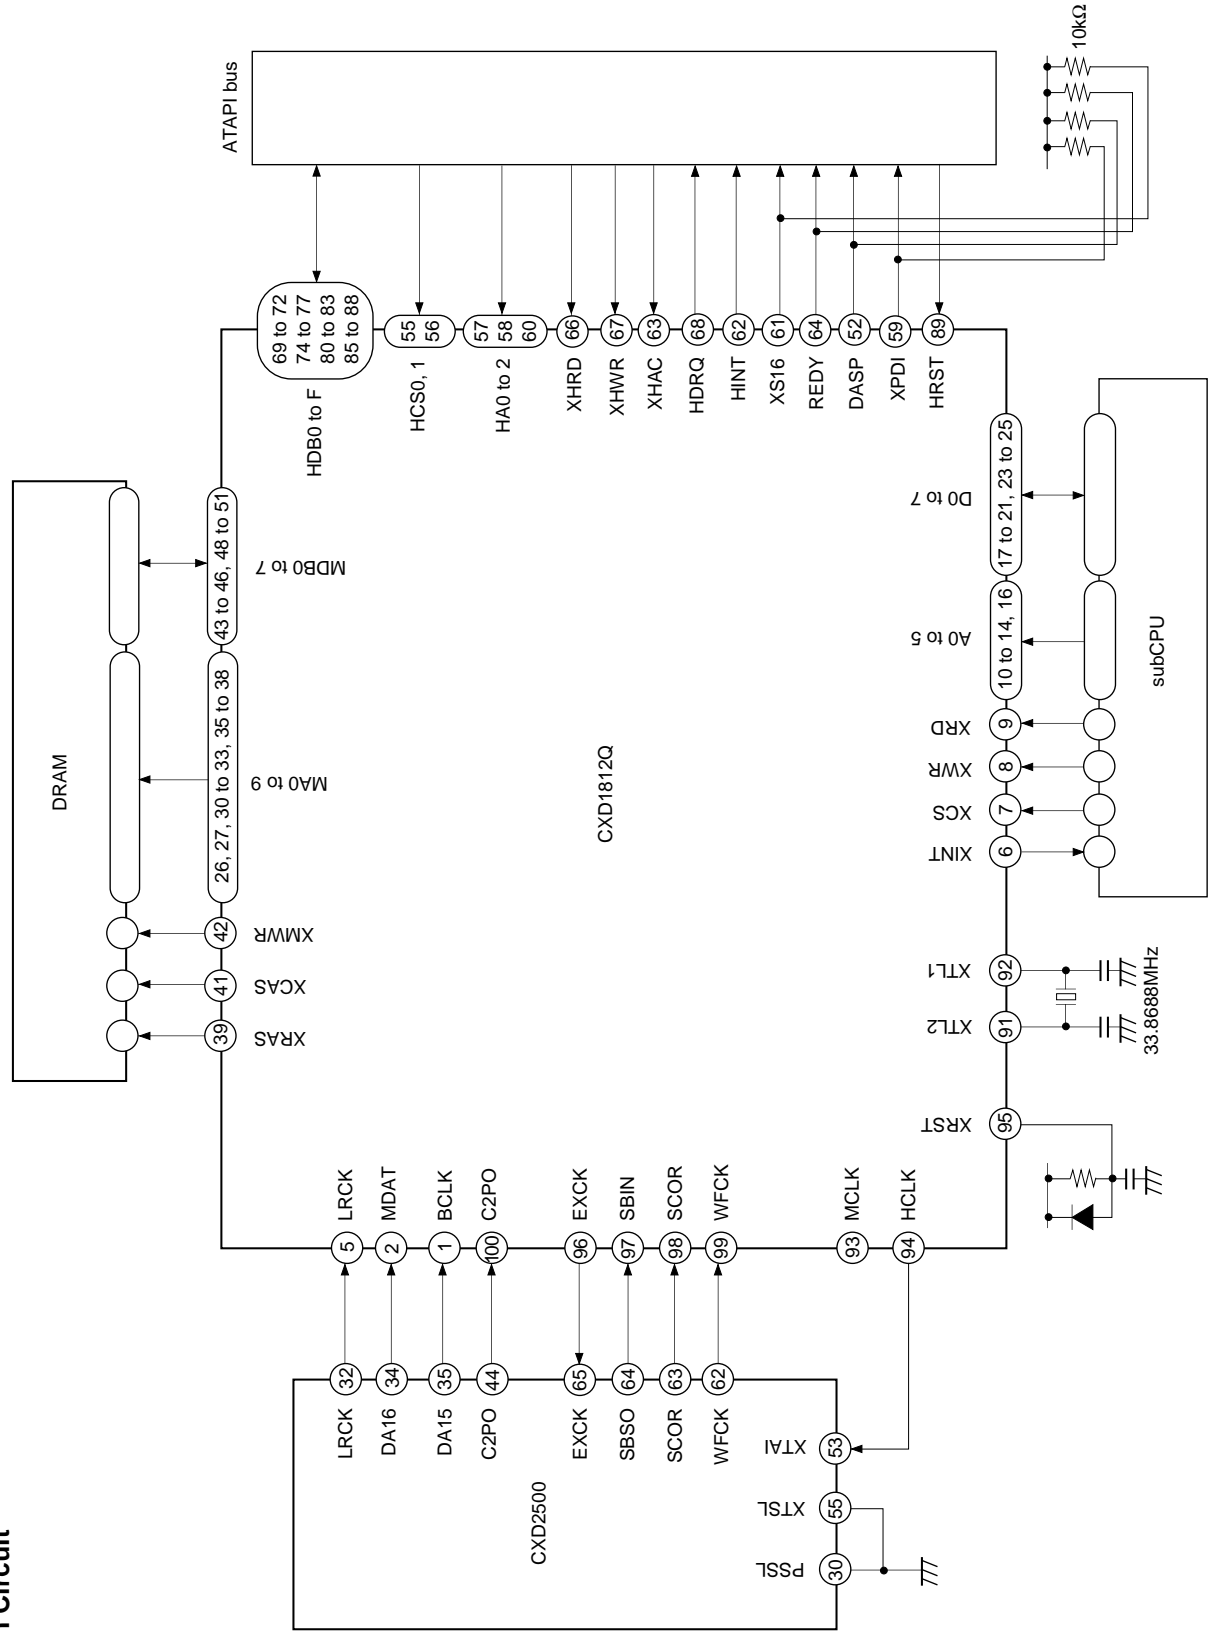 ATAPI bus
10kΩ
69 to 72
74 to 77
80 to 83
85 to 88
HDB0 to F
55
56
HCS0, 1
57
58
60
HA0 to 2
66
XHRD
67
XHWR
63
XHAC
68
HDRQ
62
HINT
61
XS16
64
REDY
52
DASP
59
XPDI
89
HRST
DRAM
43 to 46, 48 to 51
MDB0 to 7
26, 27, 30 to 33, 35 to 38
MA0 to 9
42
XMWR
41
XCAS
39
XRAS
CXD1812Q
D0 to 7
17 to 21, 23 to 25
A0 to 5
10 to 14, 16
XRD
9
XWR
8
XCS
7
XINT
6
subCPU
XTL1
92
XTL2
91
33.8688MHz
XRST
95
LRCK
5
MDAT
2
BCLK
1
C2PO
100
EXCK
96
SBIN
97
SCOR
98
WFCK
99
MCLK
93
HCLK
94
32
LRCK
34
DA16
35
DA15
44
C2PO
65
EXCK
64
SBSO
63
SCOR
62
WFCK
CXD2500
XTAI
53
XTSL
55
PSSL
30
Circuit